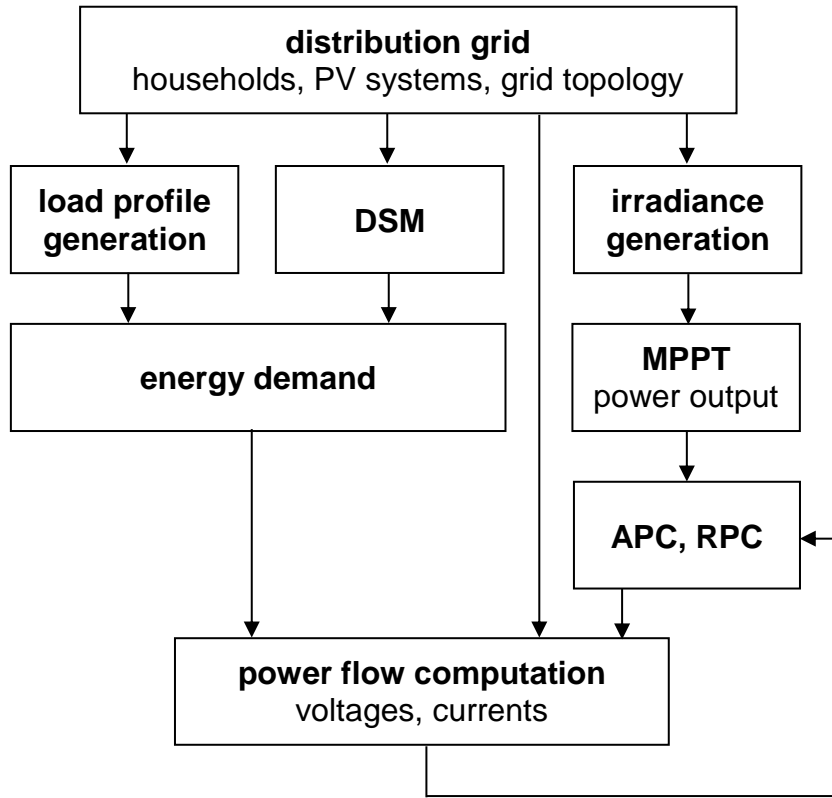 distribution grid
households, PV systems, grid topology
load profile
generation
DSM
irradiance
generation
energy demand
MPPT
power output
APC, RPC
power flow computation
voltages, currents